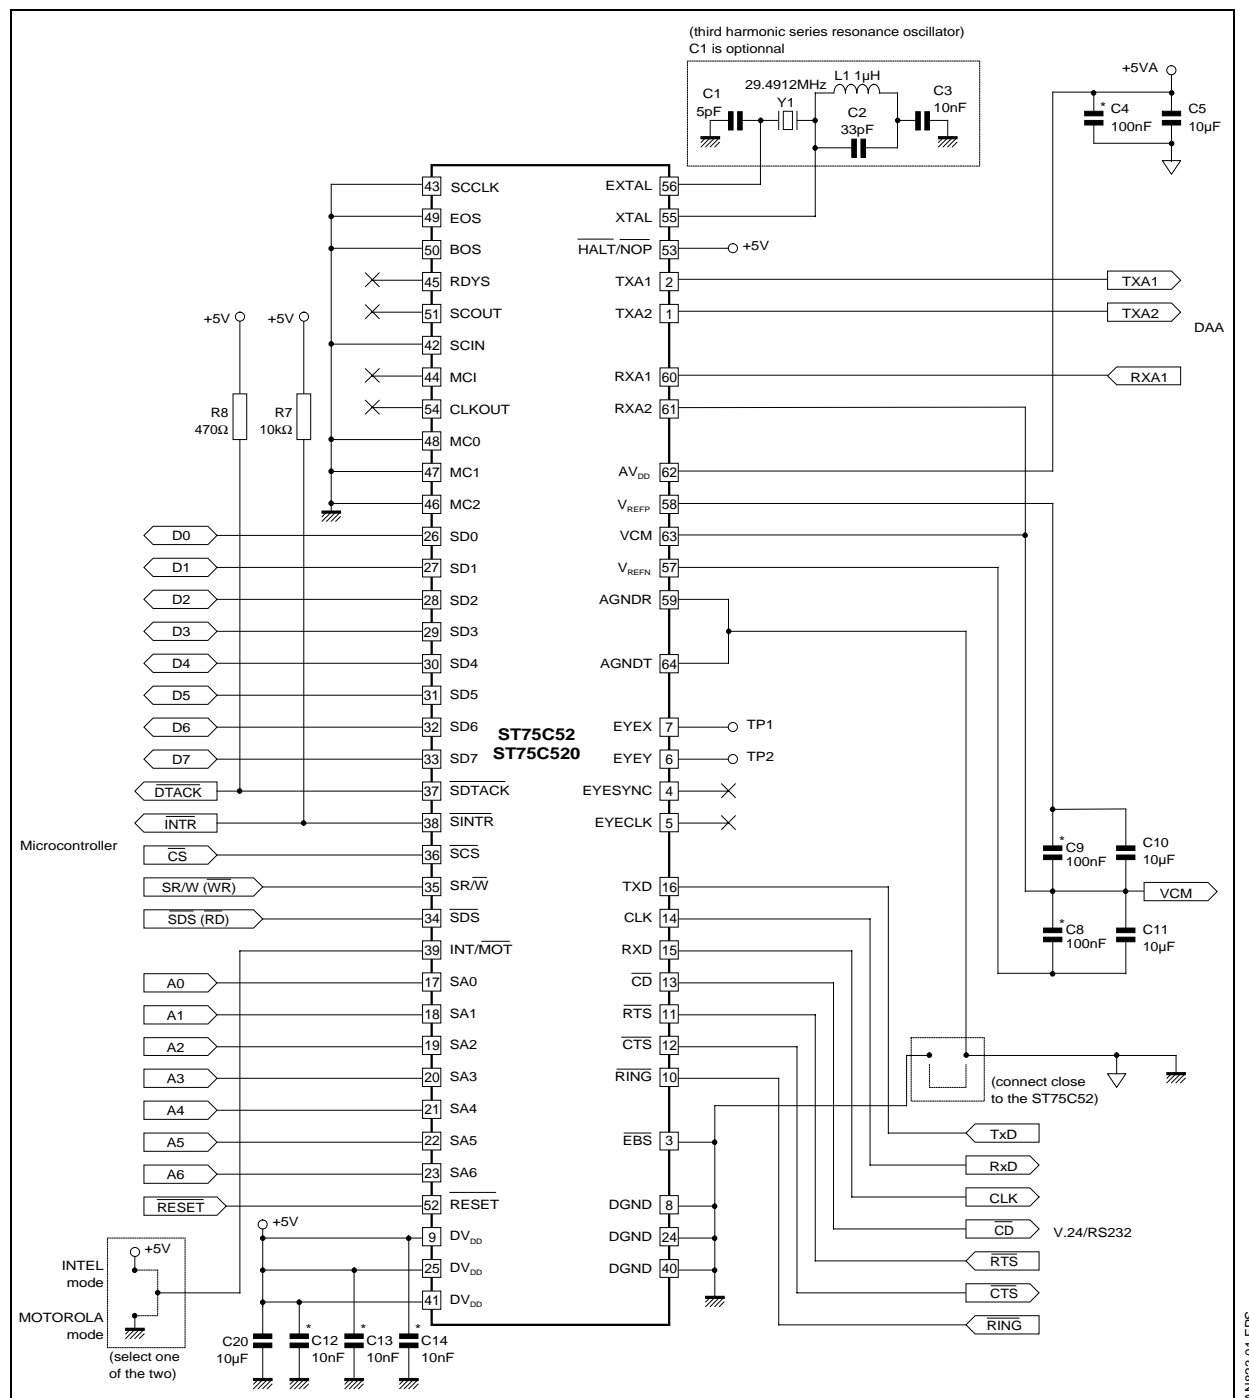 (third harmonic series resonance oscillator)
C1 is optionnal
29.4912MHz
L1 1µH
C1
5pF
Y1
C2
33pF
C3
10nF
+5VA
* C4
100nF
C5
10µF
43 SCCLK
49 EOS
50 BOS
45 RDYS
51 SCOUT
42 SCIN
44 MCI
54 CLKOUT
48 MC0
47 MC1
46 MC2
+5V
+5V
R8
470Ω
R7
10kΩ
D0 26 SD0
D1 27 SD1
D2 28 SD2
D3 29 SD3
D4 30 SD4
D5 31 SD5
D6 32 SD6
D7 33 SD7
DTACK 37 SDTACK
INTR 38 SINTR
Microcontroller
CS 36 SCS
SR/W (WR) 35 SR/W
SDS (RD) 34 SDS
39 INT/MOT
A0 17 SA0
A1 18 SA1
A2 19 SA2
A3 20 SA3
A4 21 SA4
A5 22 SA5
A6 23 SA6
RESET 52 RESET
+5V
9 DVDD
25 DVDD
41 DVDD
+5V
INTEL
mode
MOTOROLA
mode
(select one
of the two)
C20
10µF
* C12
10nF
* C13
10nF
* C14
10nF
ST75C52
ST75C520
EXTAL 56
XTAL 55
HALT/NOP 53 +5V
TXA1 2 TXA1
TXA2 1 TXA2
DAA
RXA1 60 RXA1
RXA2 61
AVDD 62
VREFP 58
VCM 63
VREFN 57
AGNDR 59
AGNDT 64
EYEX 7 TP1
EYEY 6 TP2
EYESYNC 4
EYECLK 5
* C9
100nF
C10
10µF
VCM
* C8
100nF
C11
10µF
TXD 16
CLK 14
RXD 15
CD 13
RTS 11
CTS 12
RING 10
EBS 3
DGND 8
DGND 24
DGND 40
(connect close
to the ST75C52)
TxD
RxD
CLK
CD
V.24/RS232
RTS
CTS
RING